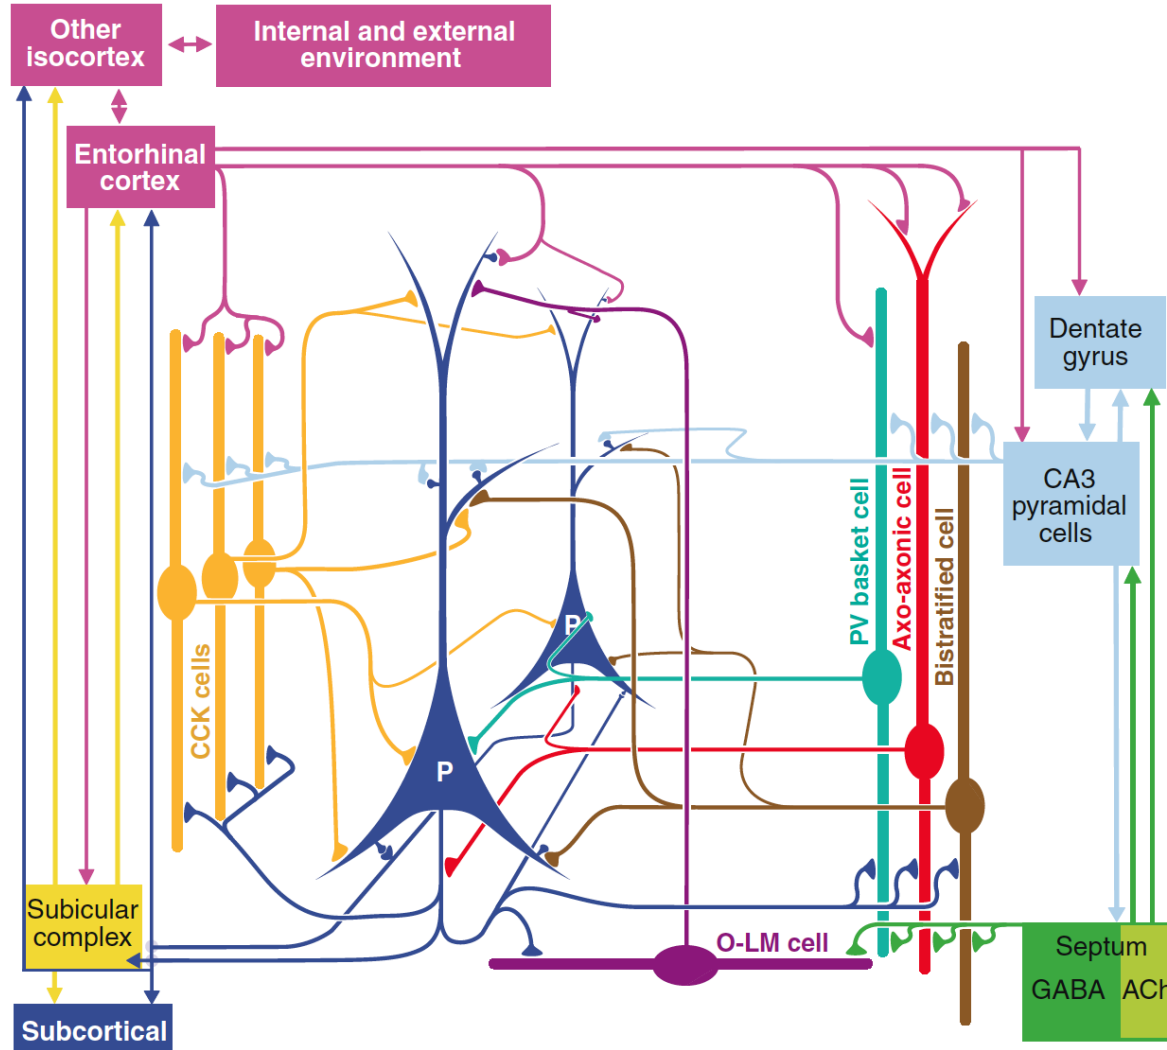 Other
isocortex
Internal and external
environment
Entorhinal
cortex
Dentate
gyrus
CA3
pyramidal
cells
PV basket cell
Axo-axonic cell
Bistratified cell
CCK cells
P
P
Subicular
complex
O-LM cell
Septum
GABA
ACh
Subcortical